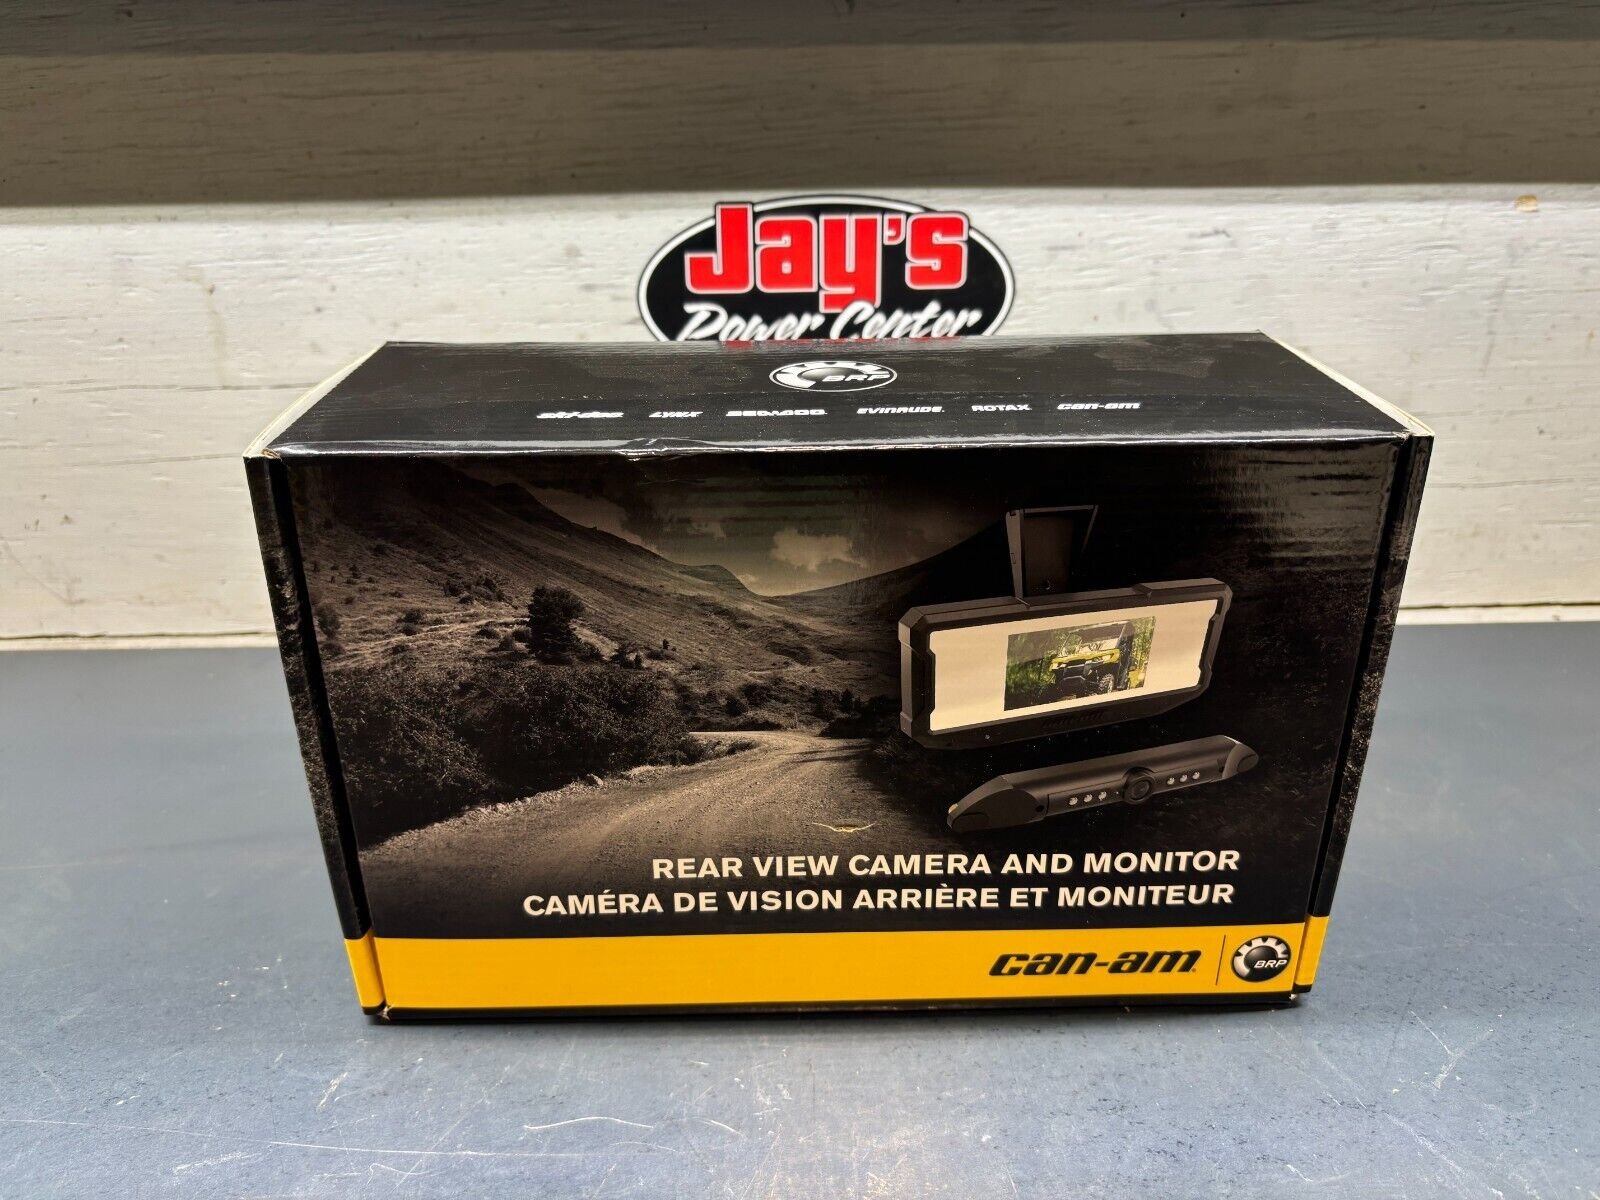 Jay's
Power Center
BRP
ski-doo LYNX SEA-DOO EVINRUDE. ROTAX. can-am
REAR VIEW CAMERA AND MONITOR
CAMÉRA DE VISION ARRIÈRE ET MONITEUR
can-am BRP